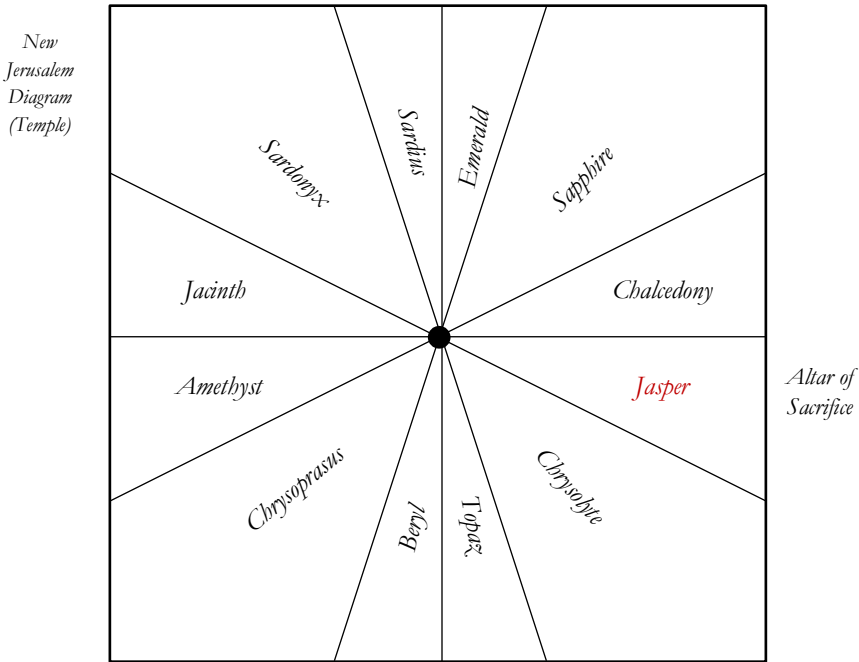 New
Jerusalem
Diagram
(Temple)
Sardius
Emerald
Sardonyx
Sapphire
Jacinth
Chalcedony
Amethyst
Jasper
Altar of
Sacrifice
Chrysoprasus
Beryl
Topaz
Chrysolyte